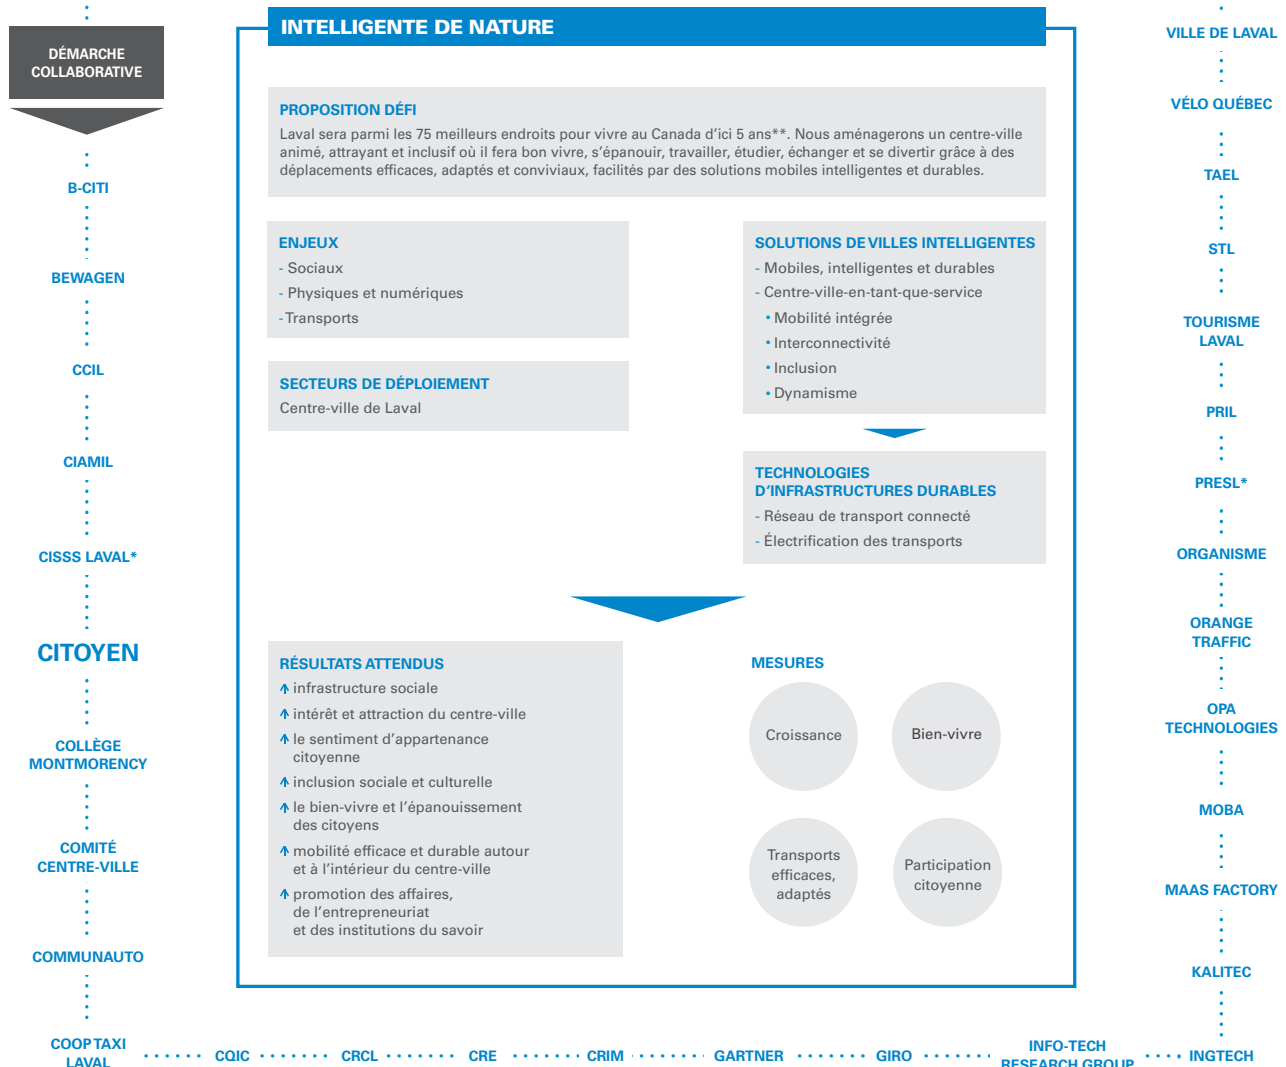 DÉMARCHE
COLLABORATIVE
B-CITI
BEWAGEN
CCIL
CIAMIL
CISSS LAVAL*
CITOYEN
COLLÈGE
MONTMORENCY
COMITÉ
CENTRE-VILLE
COMMUNAUTO
COOP TAXI
LAVAL
CQIC
CRCL
CRE
CRIM
GARTNER
GIRO
INFO-TECH
RESEARCH GROUP
INGTECH
INTELLIGENTE DE NATURE
PROPOSITION DÉFI
Laval sera parmi les 75 meilleurs endroits pour vivre au Canada d’ici 5 ans**. Nous aménagerons un centre-ville
animé, attrayant et inclusif où il fera bon vivre, s’épanouir, travailler, étudier, échanger et se divertir grâce à des
déplacements efficaces, adaptés et conviviaux, facilités par des solutions mobiles intelligentes et durables.
ENJEUX
- Sociaux
- Physiques et numériques
- Transports
SECTEURS DE DÉPLOIEMENT
Centre-ville de Laval
SOLUTIONS DE VILLES INTELLIGENTES
- Mobiles, intelligentes et durables
- Centre-ville-en-tant-que-service
• Mobilité intégrée
• Interconnectivité
• Inclusion
• Dynamisme
TECHNOLOGIES
D’INFRASTRUCTURES DURABLES
- Réseau de transport connecté
- Électrification des transports
RÉSULTATS ATTENDUS
infrastructure sociale
intérêt et attraction du centre-ville
le sentiment d’appartenance
citoyenne
inclusion sociale et culturelle
le bien-vivre et l’épanouissement
des citoyens
mobilité efficace et durable autour
et à l’intérieur du centre-ville
promotion des affaires,
de l’entrepreneuriat
et des institutions du savoir
MESURES
Croissance
Bien-vivre
Transports
efficaces,
adaptés
Participation
citoyenne
VILLE DE LAVAL
VÉLO QUÉBEC
TAEL
STL
TOURISME
LAVAL
PRIL
PRESL*
ORGANISME
ORANGE
TRAFFIC
OPA
TECHNOLOGIES
MOBA
MAAS FACTORY
KALITEC